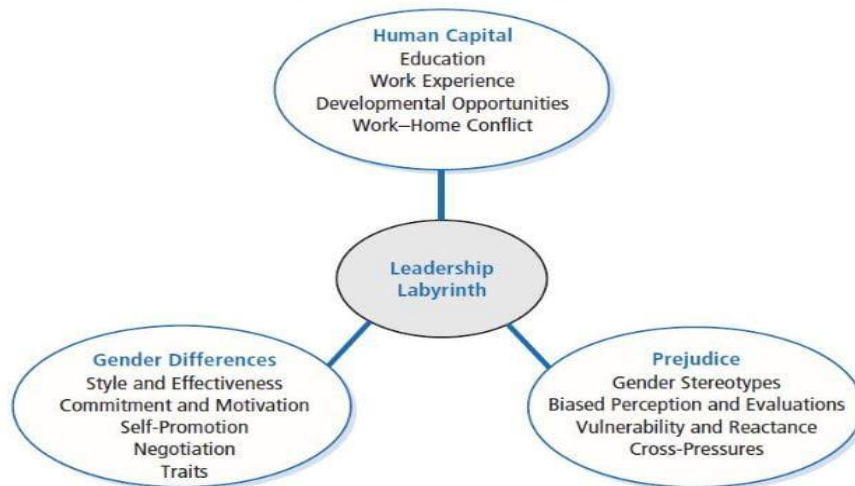 Human Capital
Education
Work Experience
Developmental Opportunities
Work–Home Conflict
Leadership
Labyrinth
Gender Differences
Style and Effectiveness
Commitment and Motivation
Self-Promotion
Negotiation
Traits
Prejudice
Gender Stereotypes
Biased Perception and Evaluations
Vulnerability and Reactance
Cross-Pressures